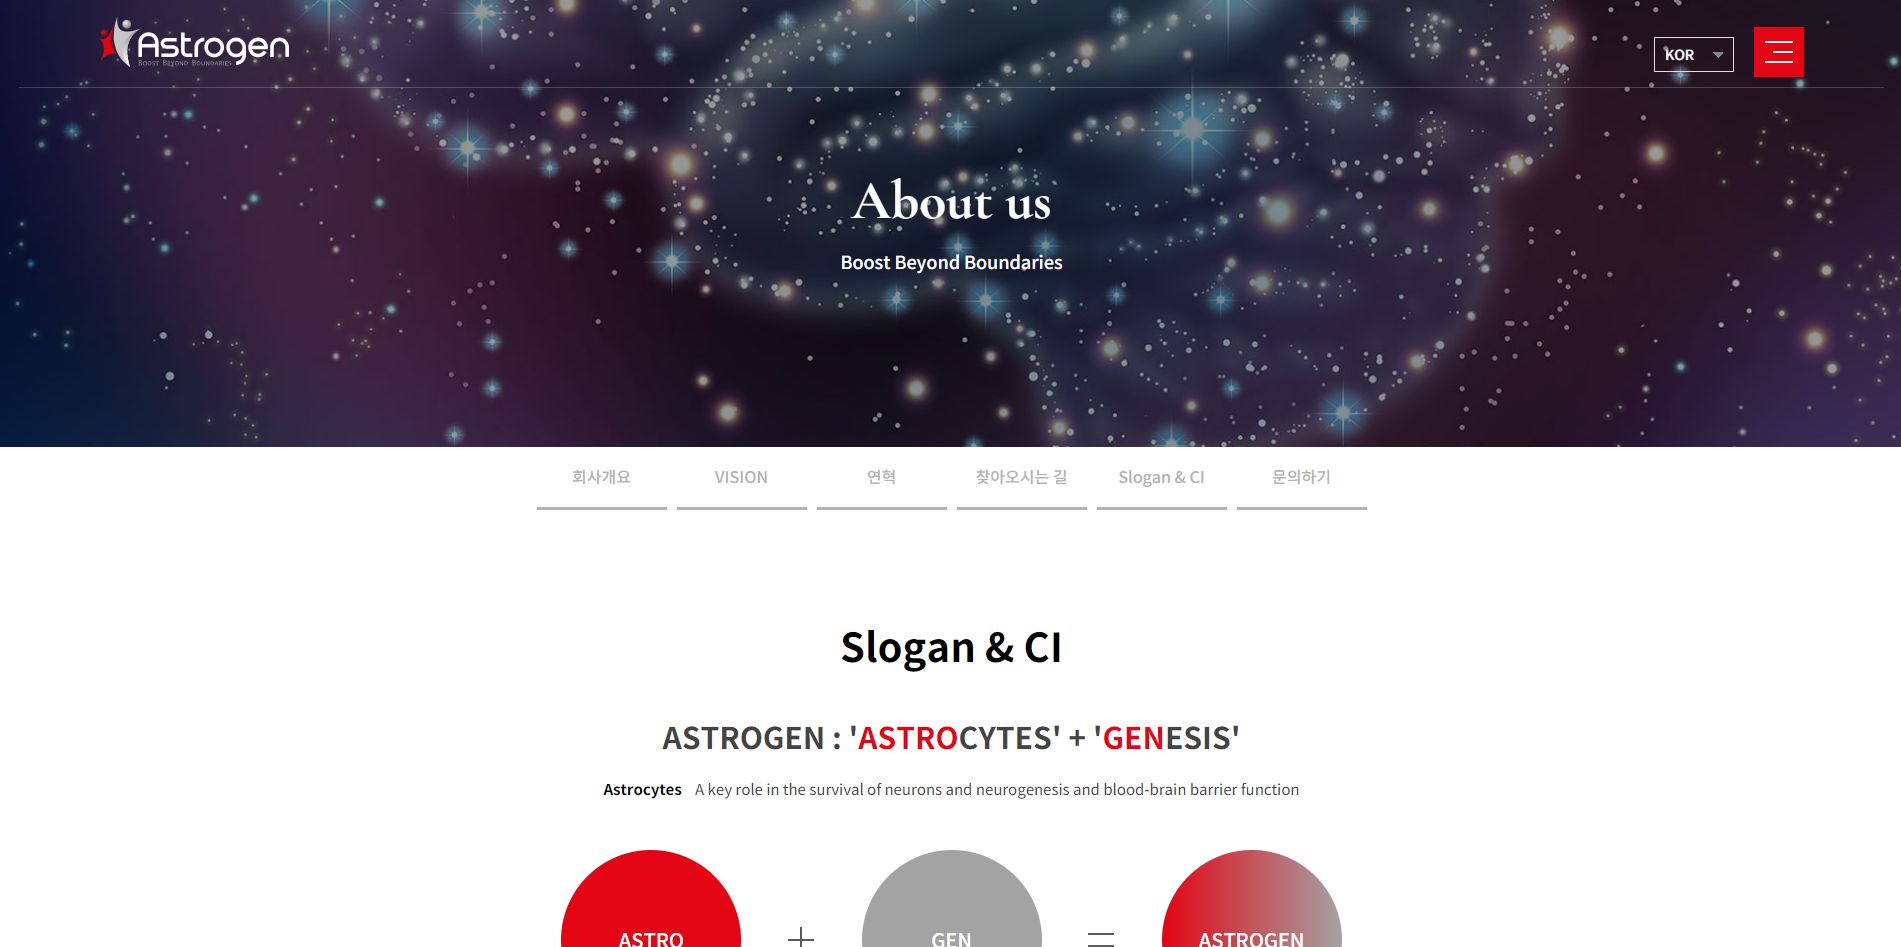 Astrogen
Boost Beyond Boundaries
KOR
About us
Boost Beyond Boundaries
회사개요
VISION
연혁
찾아오시는 길
Slogan & CI
문의하기
Slogan & CI
ASTROGEN : 'ASTROCYTES' + 'GENESIS'
Astrocytes A key role in the survival of neurons and neurogenesis and blood-brain barrier function
ASTRO + GEN = ASTROGEN